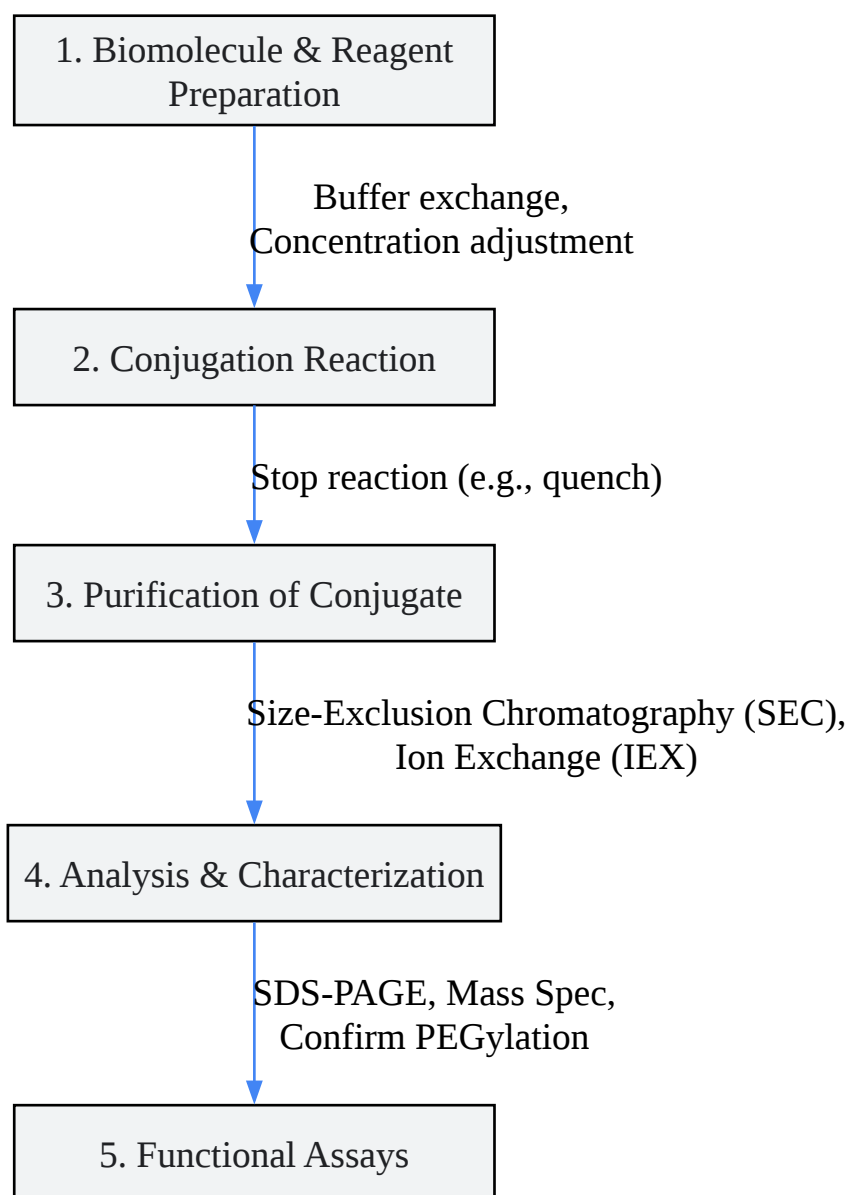 1. Biomolecule & Reagent
Preparation
Buffer exchange,
Concentration adjustment
2. Conjugation Reaction
Stop reaction (e.g., quench)
3. Purification of Conjugate
Size-Exclusion Chromatography (SEC),
Ion Exchange (IEX)
4. Analysis & Characterization
SDS-PAGE, Mass Spec,
Confirm PEGylation
5. Functional Assays